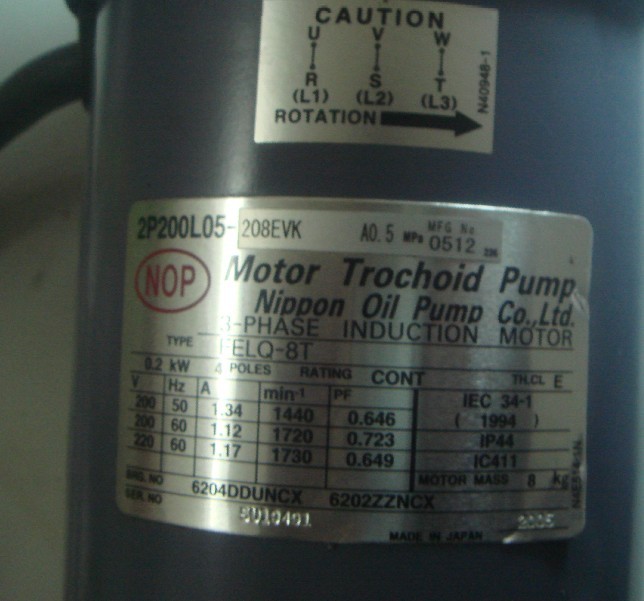 CAUTION
U V W
R S T
(L1) (L2) (L3)
ROTATION
N40948-1
2P200L05-208EVK A0.5 MPa MFG No. 0512
NOP Motor Trochoid Pump
Nippon Oil Pump Co.,Ltd.
3-PHASE INDUCTION MOTOR
TYPE FELQ-8T
0.2 kW 4 POLES RATING CONT TH.CL E
V Hz A min-1 PF IEC 34-1
200 50 1.34 1440 0.646 ( 1994 )
200 60 1.12 1720 0.723 IP44
220 60 1.17 1730 0.649 IC411
MOTOR MASS 8 kg
BRG. NO 6204DDUNCX 6202ZZNCX
SER. NO 2005
MADE IN JAPAN